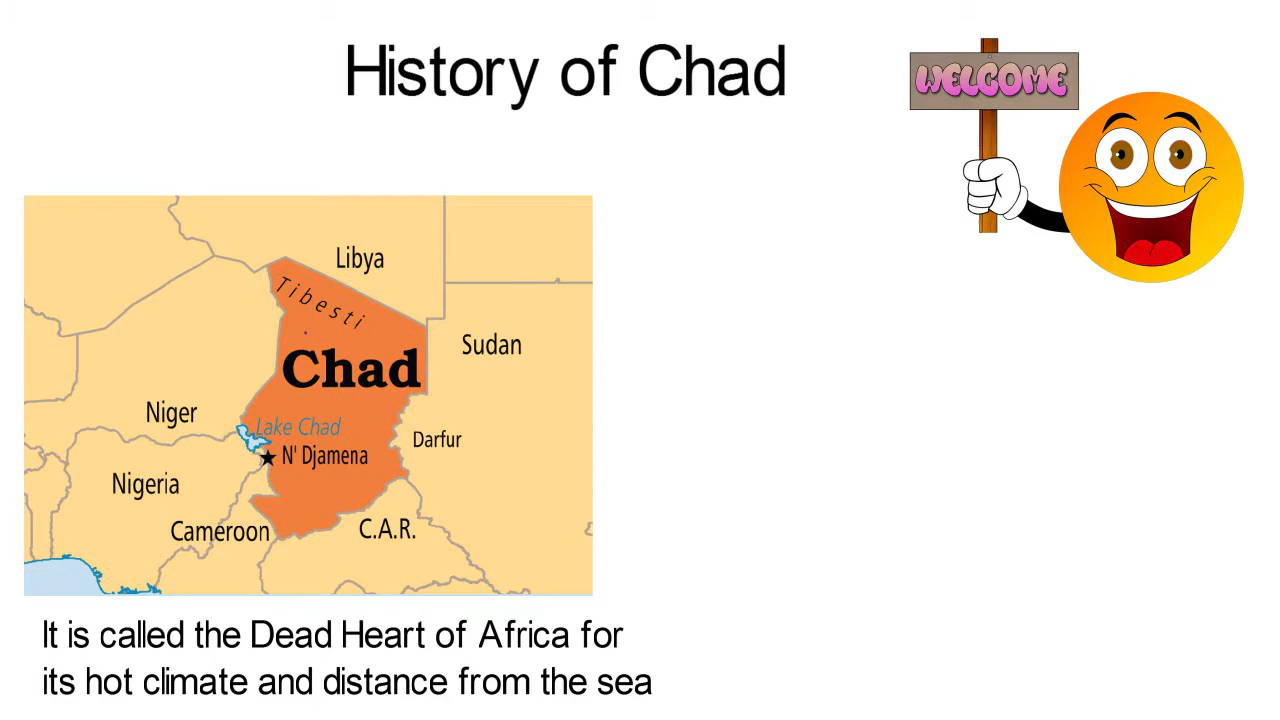 History of Chad
WELCOME
Libya
Tibesti
Sudan
Chad
Niger
Lake Chad
Darfur
N' Djamena
Nigeria
Cameroon
C.A.R.
It is called the Dead Heart of Africa for
its hot climate and distance from the sea